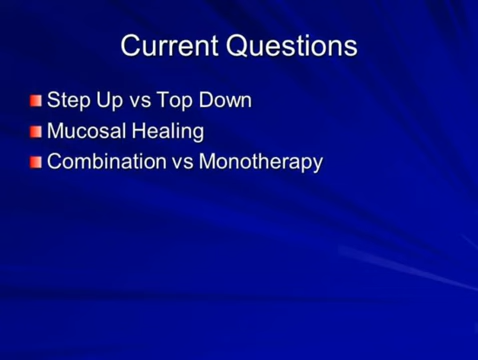 Current Questions
Step Up vs Top Down
Mucosal Healing
Combination vs Monotherapy